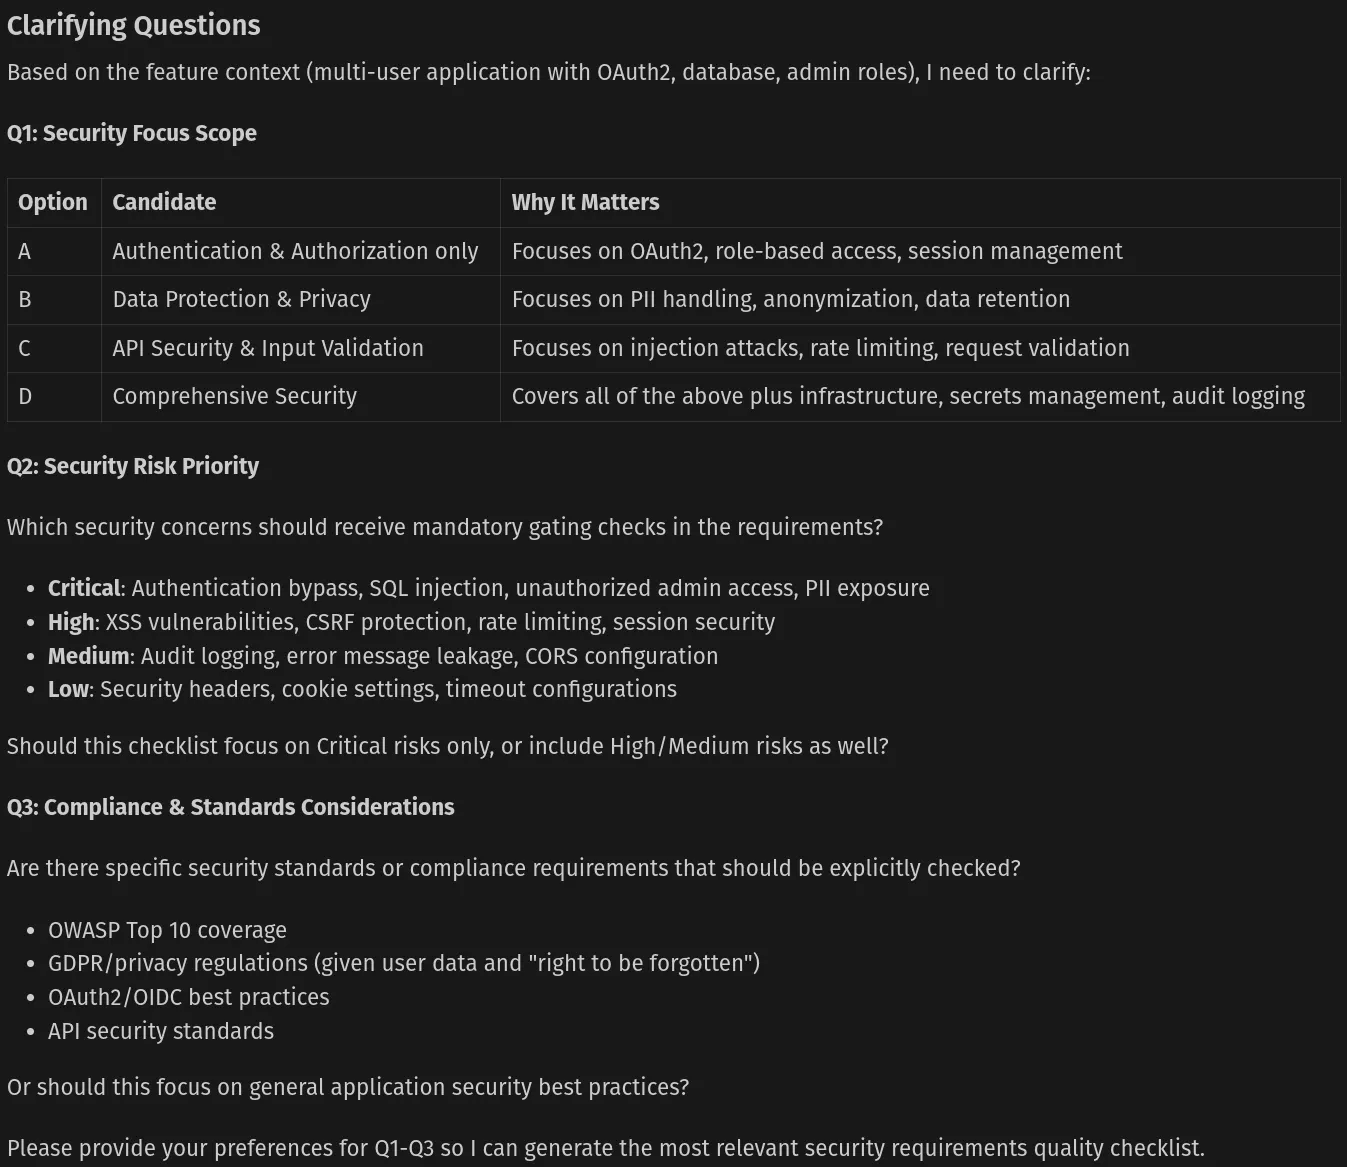 Clarifying Questions
Based on the feature context (multi-user application with OAuth2, database, admin roles), I need to clarify:
Q1: Security Focus Scope
Option Candidate Why It Matters
A Authentication & Authorization only Focuses on OAuth2, role-based access, session management
B Data Protection & Privacy Focuses on PII handling, anonymization, data retention
C API Security & Input Validation Focuses on injection attacks, rate limiting, request validation
D Comprehensive Security Covers all of the above plus infrastructure, secrets management, audit logging
Q2: Security Risk Priority
Which security concerns should receive mandatory gating checks in the requirements?
• Critical: Authentication bypass, SQL injection, unauthorized admin access, PII exposure
• High: XSS vulnerabilities, CSRF protection, rate limiting, session security
• Medium: Audit logging, error message leakage, CORS configuration
• Low: Security headers, cookie settings, timeout configurations
Should this checklist focus on Critical risks only, or include High/Medium risks as well?
Q3: Compliance & Standards Considerations
Are there specific security standards or compliance requirements that should be explicitly checked?
• OWASP Top 10 coverage
• GDPR/privacy regulations (given user data and "right to be forgotten")
• OAuth2/OIDC best practices
• API security standards
Or should this focus on general application security best practices?
Please provide your preferences for Q1-Q3 so I can generate the most relevant security requirements quality checklist.